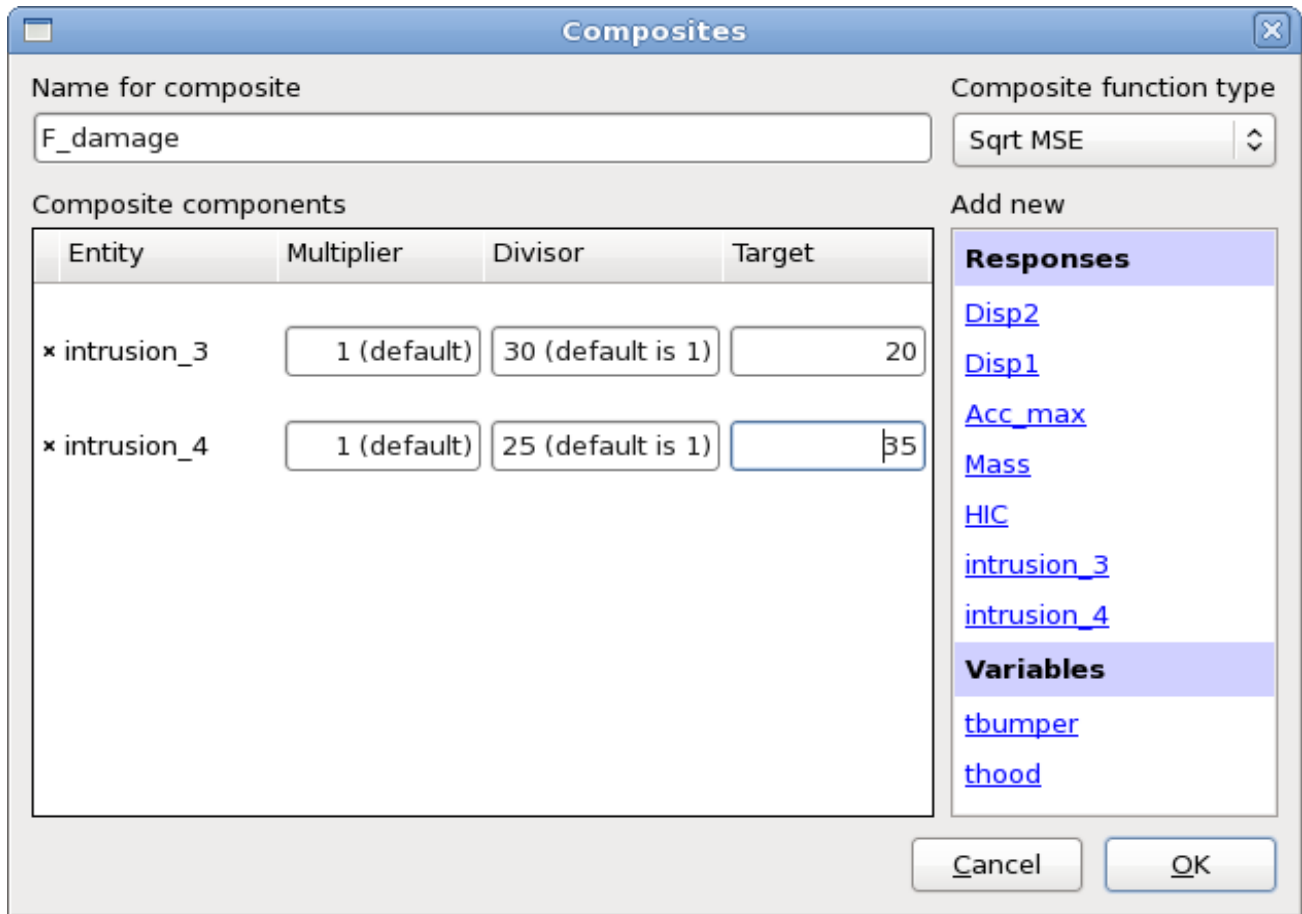 Composites
Name for composite
Composite function type
F_damage
Sqrt MSE
Composite components
Add new
Entity Multiplier Divisor Target
intrusion_3 1 (default) 30 (default is 1) 20
intrusion_4 1 (default) 25 (default is 1) 35
Responses
Disp2
Disp1
Acc_max
Mass
HIC
intrusion_3
intrusion_4
Variables
tbumper
thood
Cancel OK